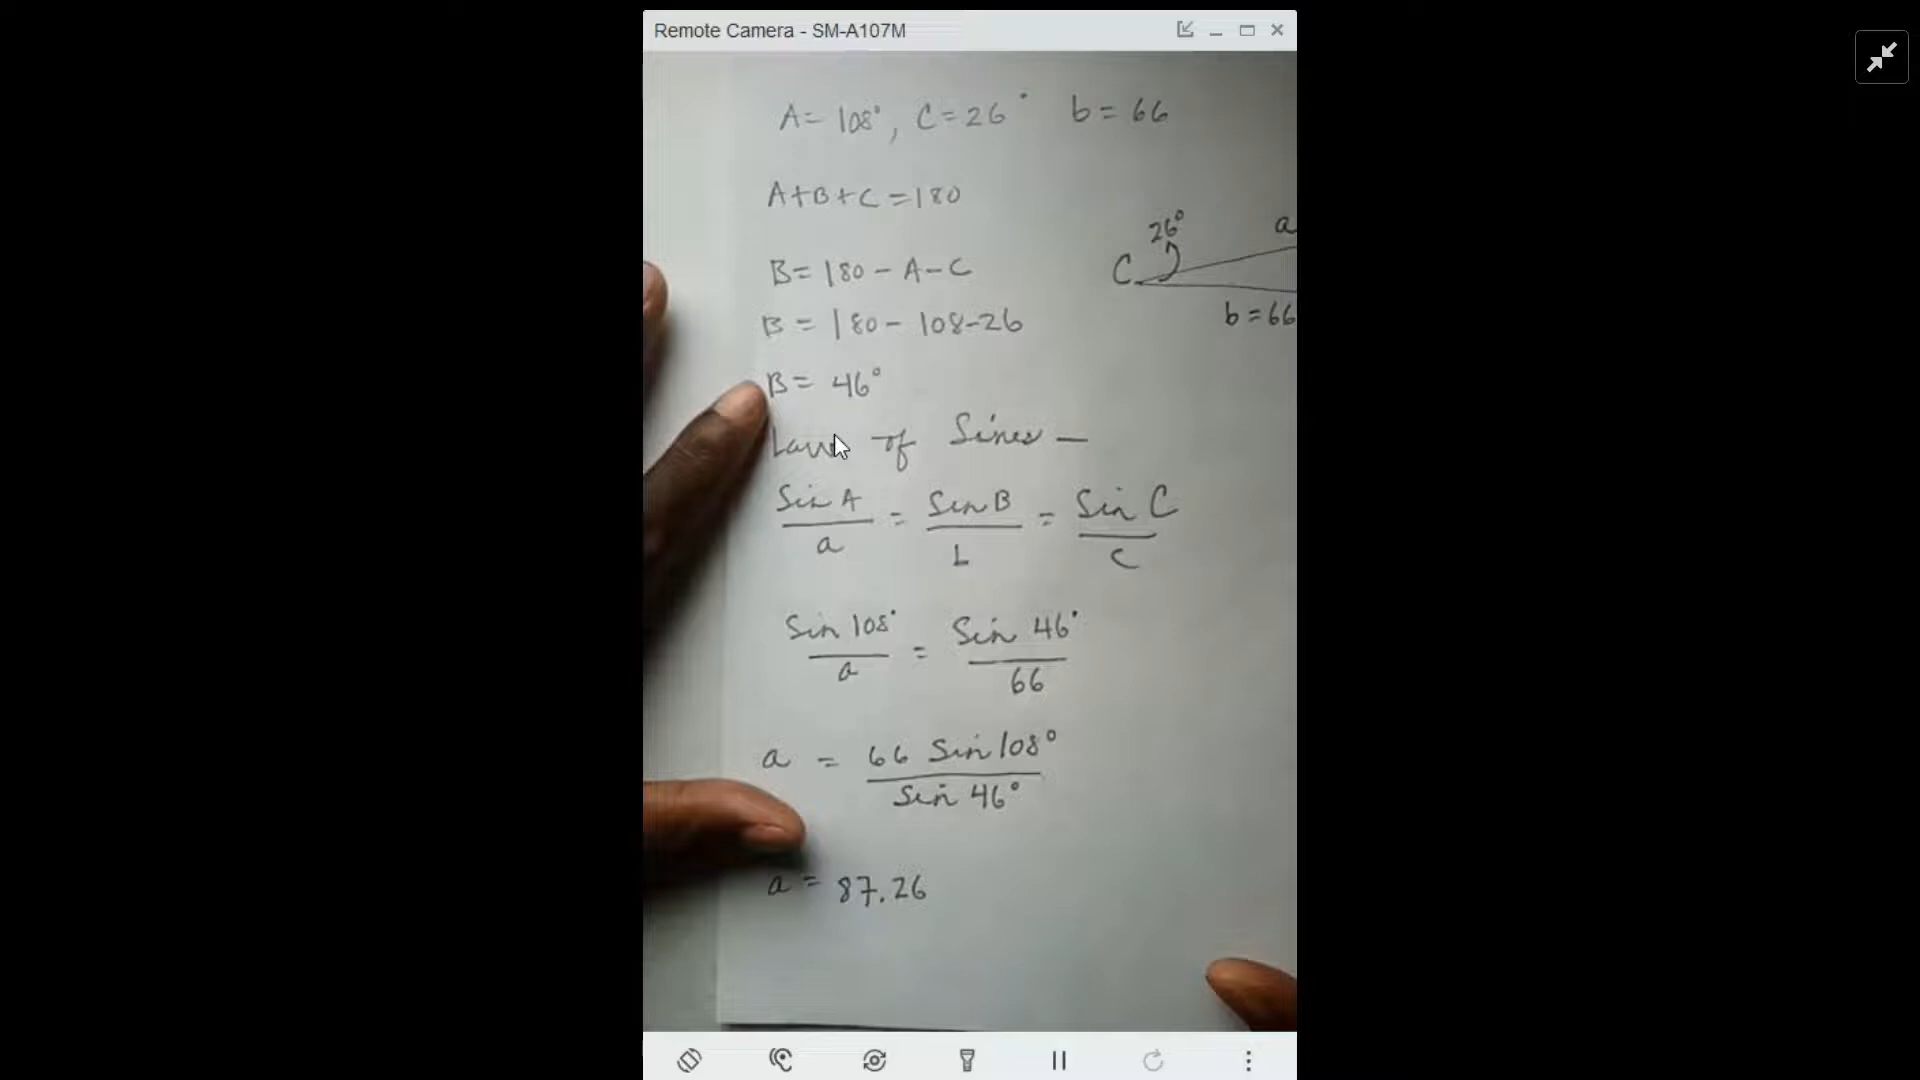 Remote Camera - SM-A107M
A = 108°, C = 26° b = 66
A+B+C = 180
26° a
C
b = 66
B = 180 - A - C
B = 180 - 108 - 26
B = 46°
Law of Sines —
Sin A / a = Sin B / b = Sin C / c
Sin 108° / a = Sin 46° / 66
a = 66 Sin 108° / Sin 46°
a = 87.26